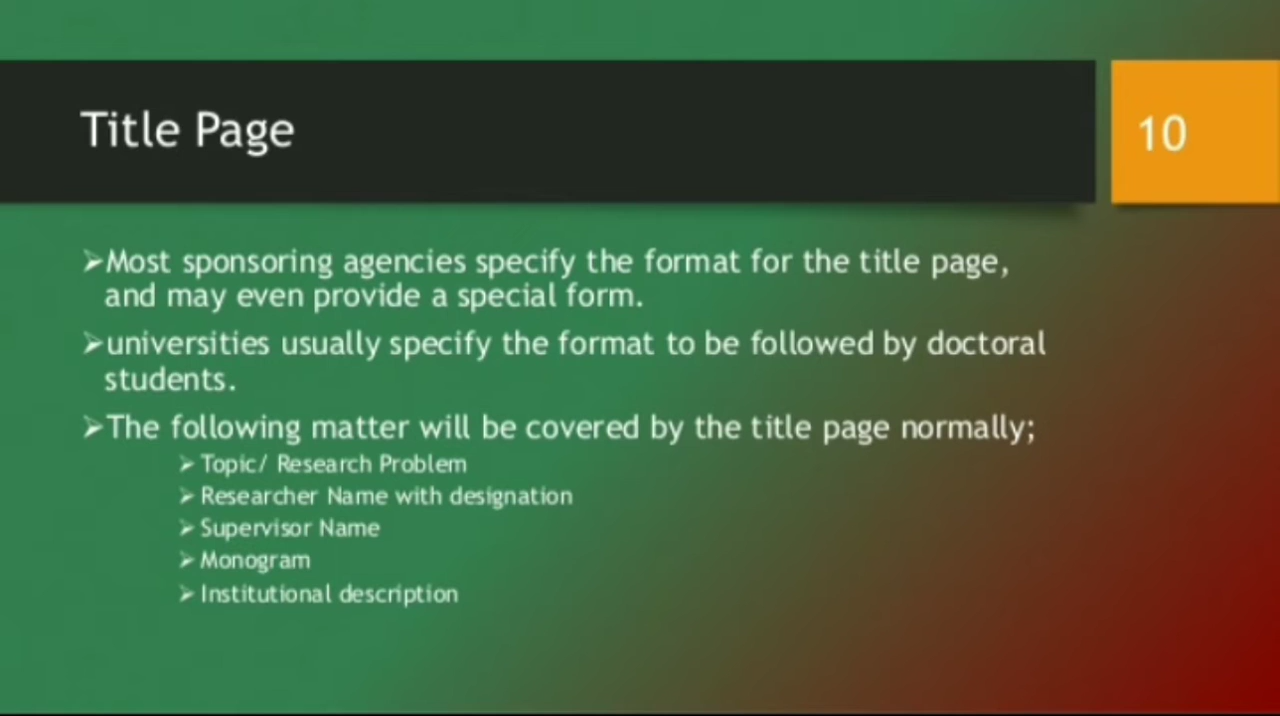 Title Page
10
➢Most sponsoring agencies specify the format for the title page,
and may even provide a special form.
➢universities usually specify the format to be followed by doctoral
students.
➢The following matter will be covered by the title page normally;
➢Topic/ Research Problem
➢Researcher Name with designation
➢Supervisor Name
➢Monogram
➢Institutional description